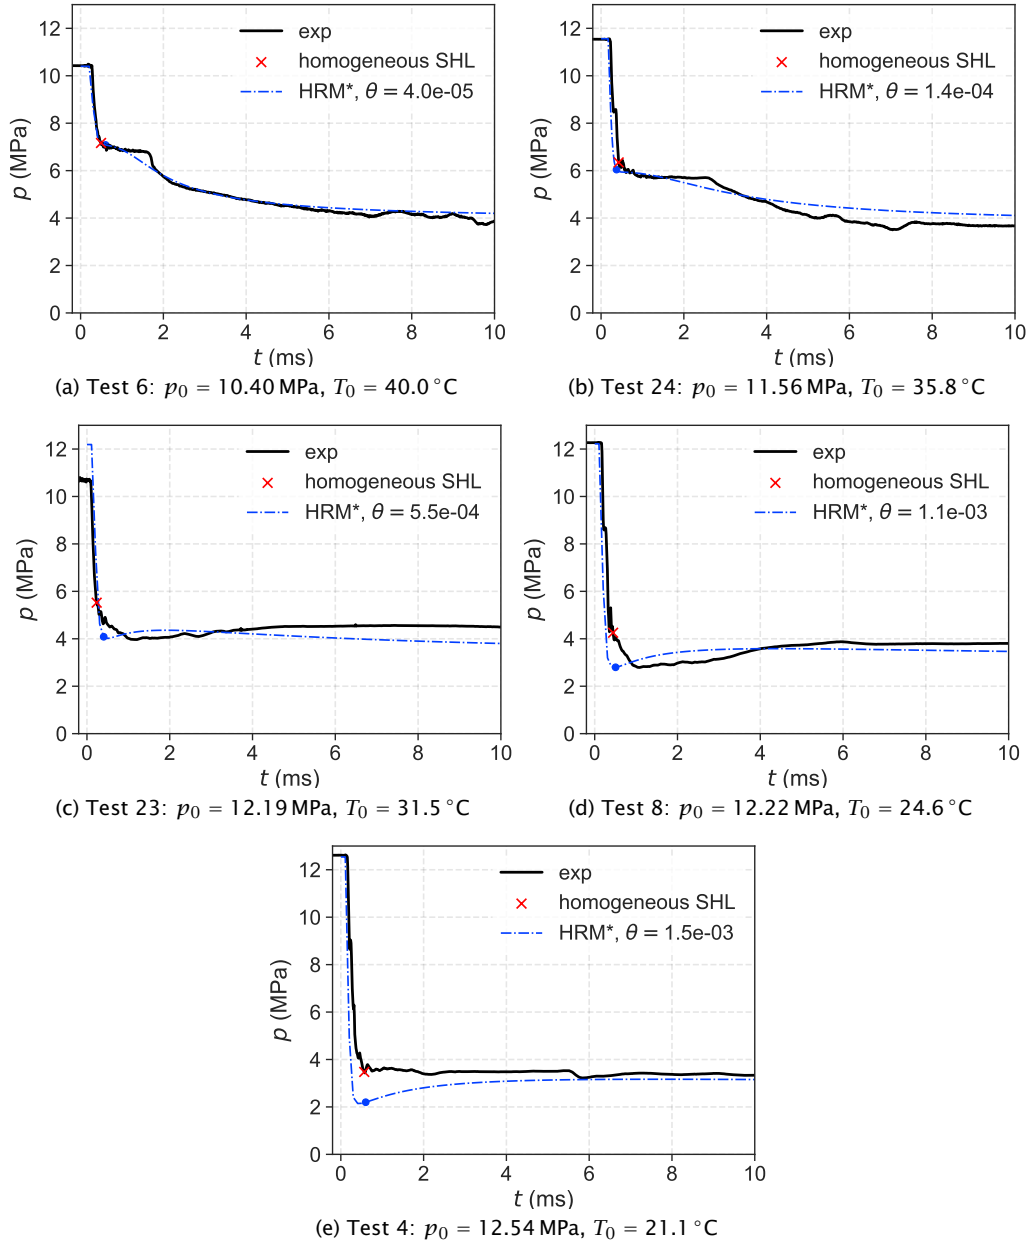 12
10
8
6
4
2
0
p (MPa)
exp
homogeneous SHL
HRM*, θ = 4.0e-05
0 2 4 6 8 10
t (ms)
(a) Test 6: p₀ = 10.40 MPa, T₀ = 40.0 °C
12
10
8
6
4
2
0
p (MPa)
exp
homogeneous SHL
HRM*, θ = 1.4e-04
0 2 4 6 8 10
t (ms)
(b) Test 24: p₀ = 11.56 MPa, T₀ = 35.8 °C
12
10
8
6
4
2
0
p (MPa)
exp
homogeneous SHL
HRM*, θ = 5.5e-04
0 2 4 6 8 10
t (ms)
(c) Test 23: p₀ = 12.19 MPa, T₀ = 31.5 °C
12
10
8
6
4
2
0
p (MPa)
exp
homogeneous SHL
HRM*, θ = 1.1e-03
0 2 4 6 8 10
t (ms)
(d) Test 8: p₀ = 12.22 MPa, T₀ = 24.6 °C
12
10
8
6
4
2
0
p (MPa)
exp
homogeneous SHL
HRM*, θ = 1.5e-03
0 2 4 6 8 10
t (ms)
(e) Test 4: p₀ = 12.54 MPa, T₀ = 21.1 °C